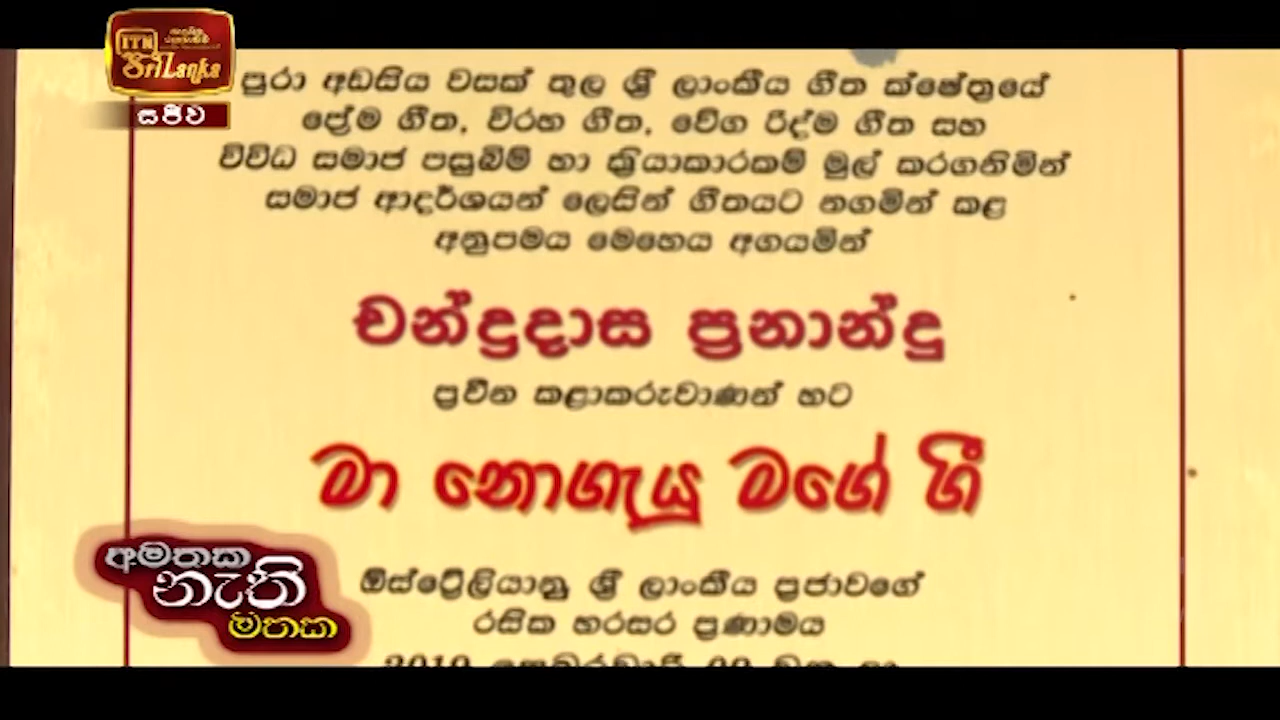 ITN
Sri Lanka
සජීව
පුරා අඩසිය වසක් තුල ශ්‍රී ලාංකීය ගීත ක්ෂේත්‍රයේ
ප්‍රේම ගීත, විරහ ගීත, වේග රිද්ම ගීත සහ
විවිධ සමාජ පසුබිම් හා ක්‍රියාකාරකම් මුල් කරගනිමින්
සමාජ ආදර්ශයන් ලෙසින් ගීතයට නගමින් කළ
අනුපමය මෙහෙය අගයමින්
චන්ද්‍රදාස ප්‍රනාන්දු
ප්‍රවීන කළාකරුවාණන් හට
මා නොගැයූ මගේ ගී
අමතක
නැති
මතක
ඕස්ට්‍රේලියානු ශ්‍රී ලාංකීය ප්‍රජාවගේ
රසික හරසර ප්‍රණාමය